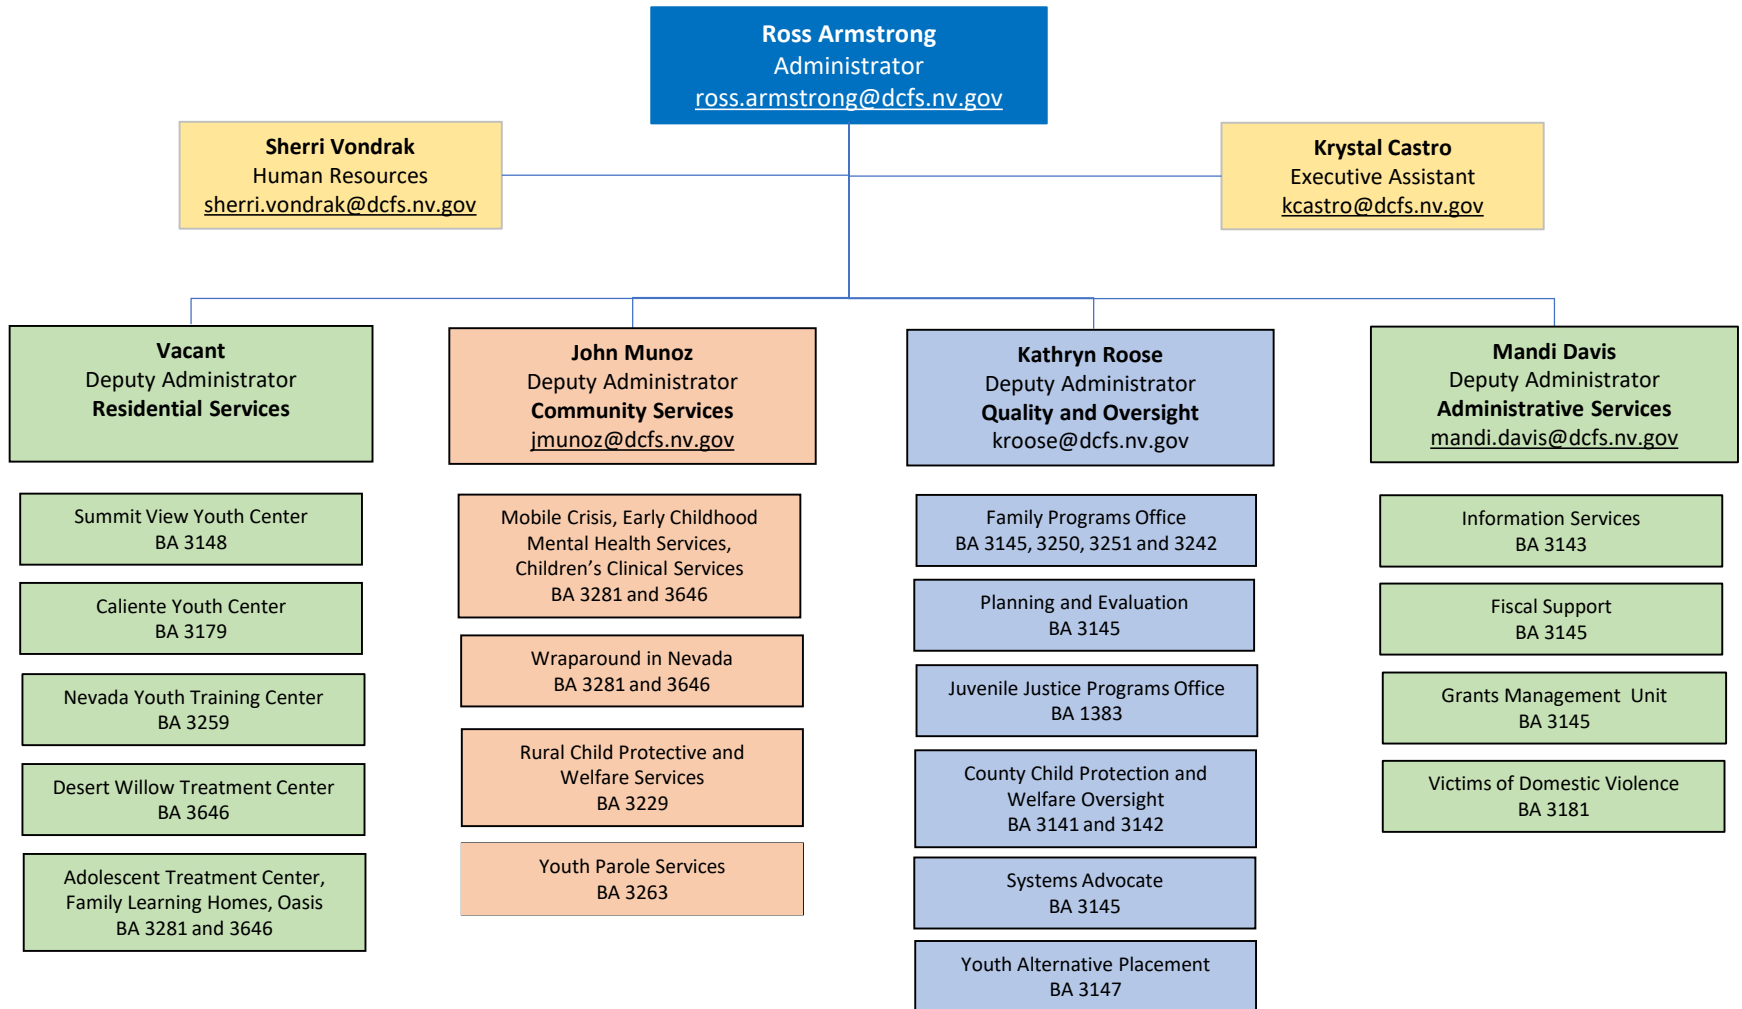 Ross Armstrong
Administrator
ross.armstrong@dcfs.nv.gov
Sherri Vondrak
Human Resources
sherri.vondrak@dcfs.nv.gov
Krystal Castro
Executive Assistant
kcastro@dcfs.nv.gov
Vacant
Deputy Administrator
Residential Services
John Munoz
Deputy Administrator
Community Services
jmunoz@dcfs.nv.gov
Kathryn Roose
Deputy Administrator
Quality and Oversight
kroose@dcfs.nv.gov
Mandi Davis
Deputy Administrator
Administrative Services
mandi.davis@dcfs.nv.gov
Summit View Youth Center
BA 3148
Caliente Youth Center
BA 3179
Nevada Youth Training Center
BA 3259
Desert Willow Treatment Center
BA 3646
Adolescent Treatment Center,
Family Learning Homes, Oasis
BA 3281 and 3646
Mobile Crisis, Early Childhood
Mental Health Services,
Children’s Clinical Services
BA 3281 and 3646
Wraparound in Nevada
BA 3281 and 3646
Rural Child Protective and
Welfare Services
BA 3229
Youth Parole Services
BA 3263
Family Programs Office
BA 3145, 3250, 3251 and 3242
Planning and Evaluation
BA 3145
Juvenile Justice Programs Office
BA 1383
County Child Protection and
Welfare Oversight
BA 3141 and 3142
Systems Advocate
BA 3145
Youth Alternative Placement
BA 3147
Information Services
BA 3143
Fiscal Support
BA 3145
Grants Management Unit
BA 3145
Victims of Domestic Violence
BA 3181